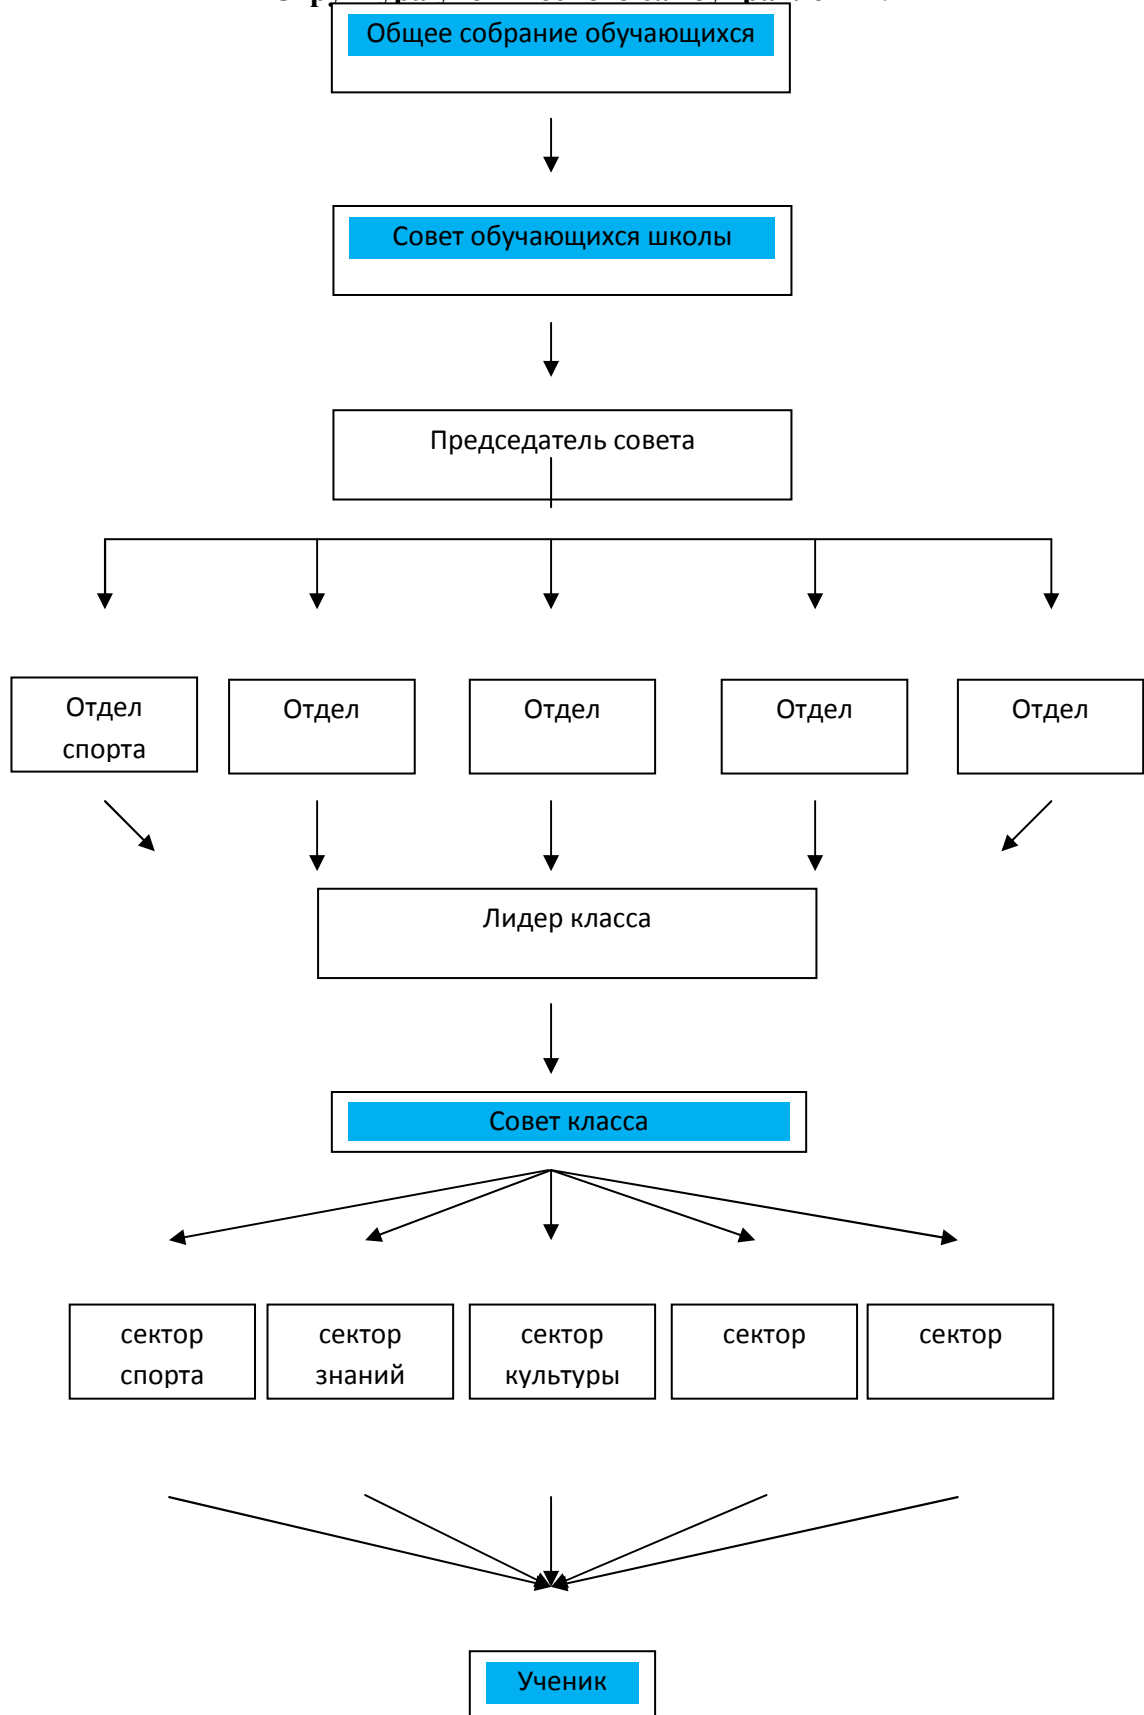 Общее собрание обучающихся
Совет обучающихся школы
Председатель совета
Отдел
спорта
Отдел
Отдел
Отдел
Отдел
Лидер класса
Совет класса
сектор
спорта
сектор
знаний
сектор
культуры
сектор
сектор
Ученик